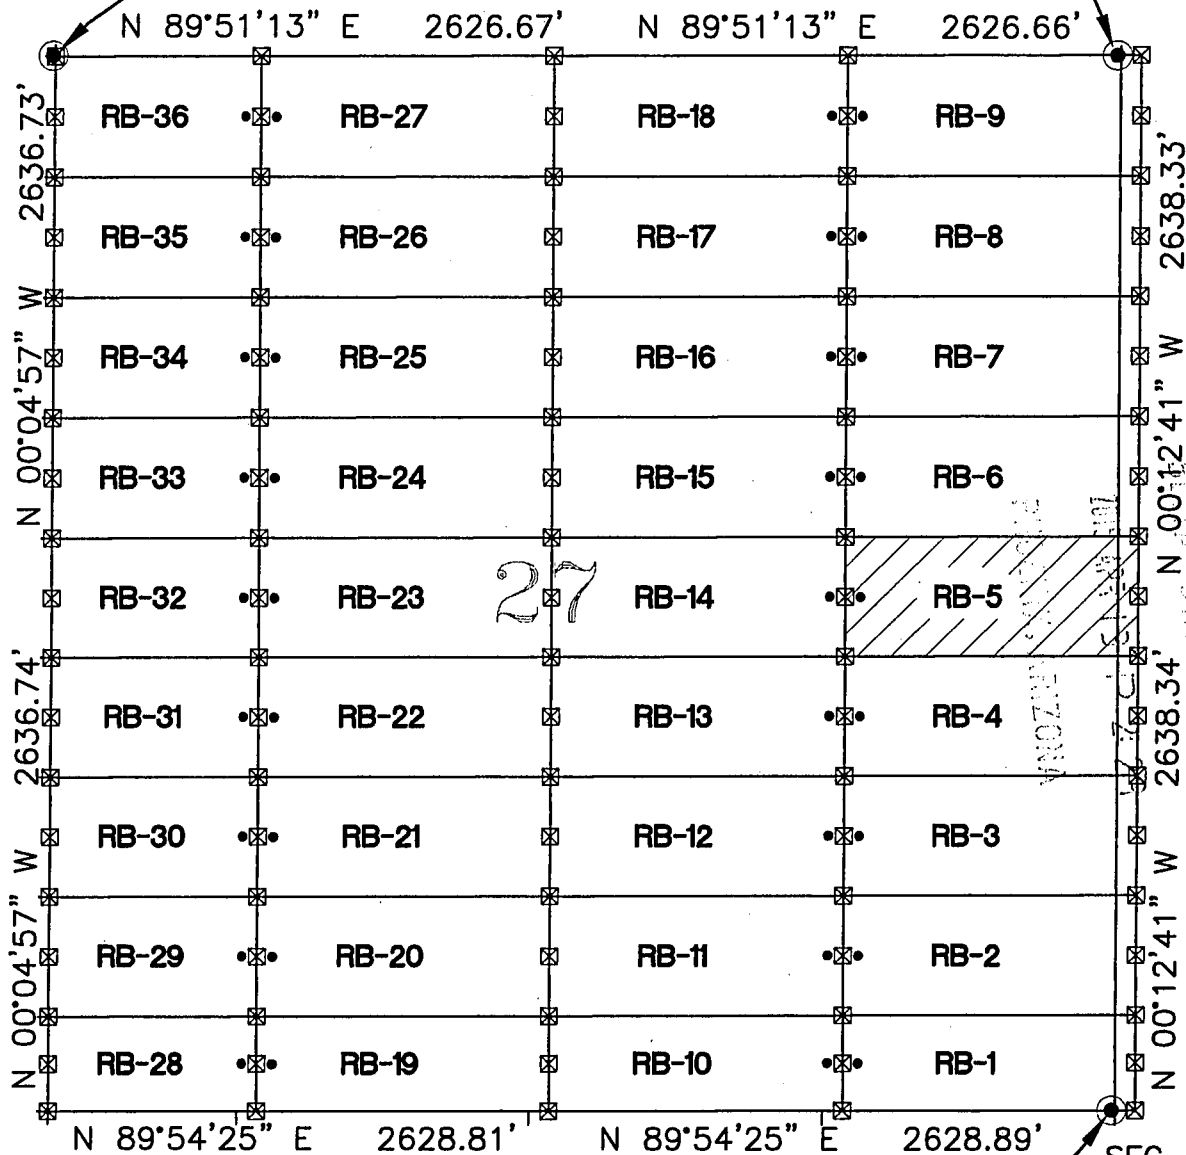 N 89°51'13" E 2626.67' N 89°51'13" E 2626.66'
RB-36 RB-27 RB-18 RB-9
2636.73'
2638.33'
RB-35 RB-26 RB-17 RB-8
N 00°04'57" W
RB-34 RB-25 RB-16 RB-7
N 00°12'41" W
RB-33 RB-24 RB-15 RB-6
RB-32 RB-23 27 RB-14 RB-5
2636.74'
2638.34'
RB-31 RB-22 RB-13 RB-4
RB-30 RB-21 RB-12 RB-3
N 00°04'57" W
N 00°12'41" W
RB-29 RB-20 RB-11 RB-2
RB-28 RB-19 RB-10 RB-1
N 89°54'25" E 2628.81' N 89°54'25" E 2628.89'